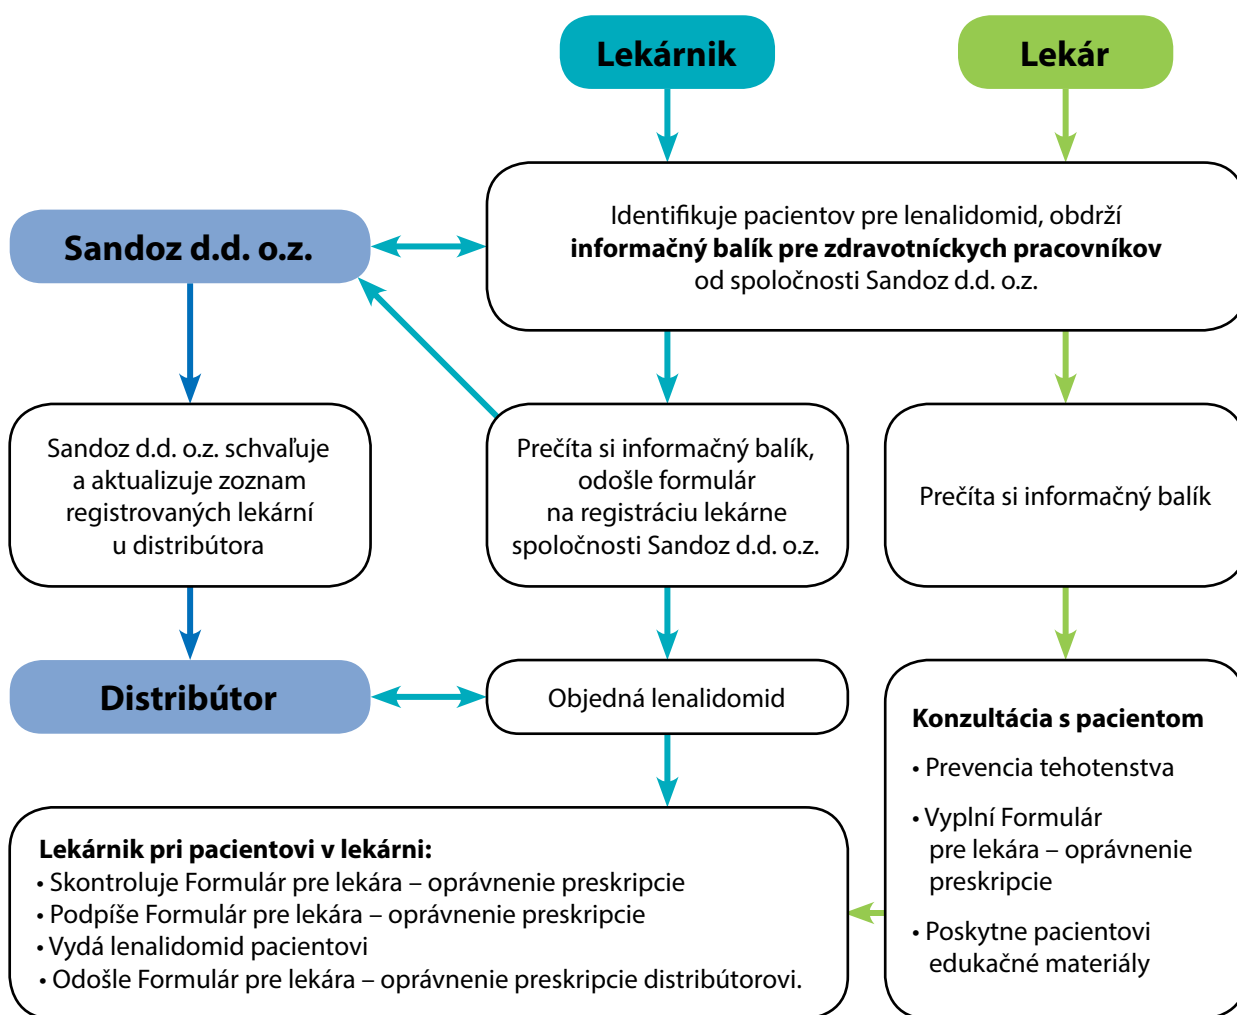 Lekárnik
Lekár
Identifikuje pacientov pre lenalidomid, obdrží
informačný balík pre zdravotníckych pracovníkov
od spoločnosti Sandoz d.d. o.z.
Sandoz d.d. o.z.
Sandoz d.d. o.z. schvaľuje
a aktualizuje zoznam
registrovaných lekární
u distribútora
Prečíta si informačný balík,
odošle formulár
na registráciu lekárne
spoločnosti Sandoz d.d. o.z.
Prečíta si informačný balík
Distribútor
Objedná lenalidomid
Konzultácia s pacientom
• Prevencia tehotenstva
• Vyplní Formulár
pre lekára – oprávnenie
preskripcie
• Poskytne pacientovi
edukačné materiály
Lekárnik pri pacientovi v lekárni:
• Skontroluje Formulár pre lekára – oprávnenie preskripcie
• Podpíše Formulár pre lekára – oprávnenie preskripcie
• Vydá lenalidomid pacientovi
• Odošle Formulár pre lekára – oprávnenie preskripcie distribútorovi.